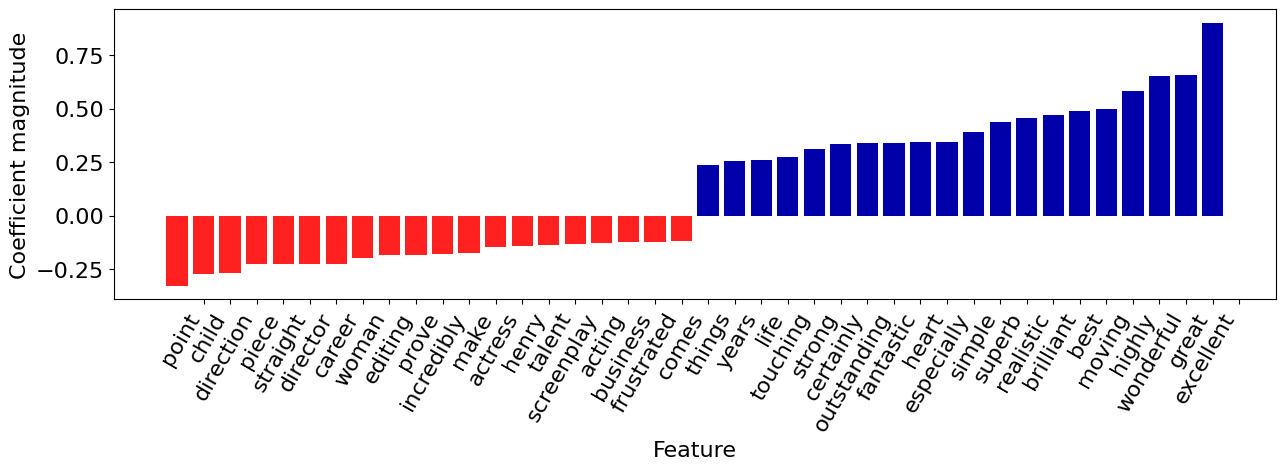 Coefficient magnitude
0.75
0.50
0.25
0.00
−0.25
point
child
direction
piece
straight
director
career
woman
editing
prove
incredibly
make
actress
henry
talent
screenplay
acting
business
frustrated
comes
things
years
life
touching
strong
certainly
outstanding
fantastic
heart
especially
simple
superb
realistic
brilliant
best
moving
highly
wonderful
great
excellent
Feature